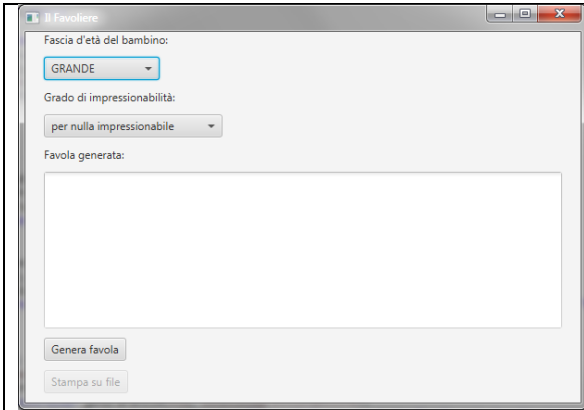 Il Favoliere
Fascia d'età del bambino:
GRANDE
Grado di impressionabilità:
per nulla impressionabile
Favola generata:
Genera favola
Stampa su file